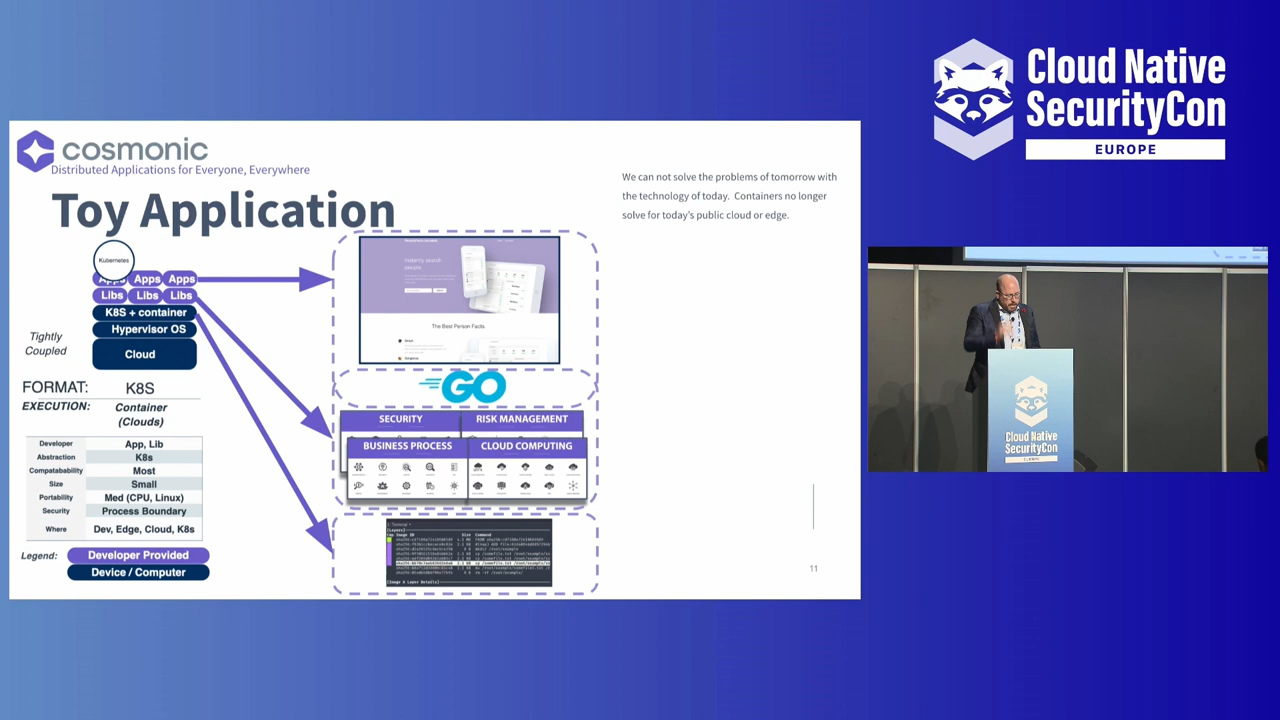 Cloud Native
SecurityCon
EUROPE
cosmonic
Distributed Applications for Everyone, Everywhere
Toy Application
We can not solve the problems of tomorrow with
the technology of today. Containers no longer
solve for today's public cloud or edge.
Kubernetes
Apps Apps Apps
Libs Libs Libs
K8S + container
Hypervisor OS
Cloud
Tightly
Coupled
FORMAT: K8S
EXECUTION: Container
(Clouds)
Developer App, Lib
Abstraction K8s
Compatabability Most
Size Small
Portability Med (CPU, Linux)
Security Process Boundary
Where Dev, Edge, Cloud, K8s
Legend: Developer Provided
Device / Computer
Instantly search
secure.
The Best Person Facts.
GO
SECURITY RISK MANAGEMENT
BUSINESS PROCESS CLOUD COMPUTING
11
Cloud Native
SecurityCon